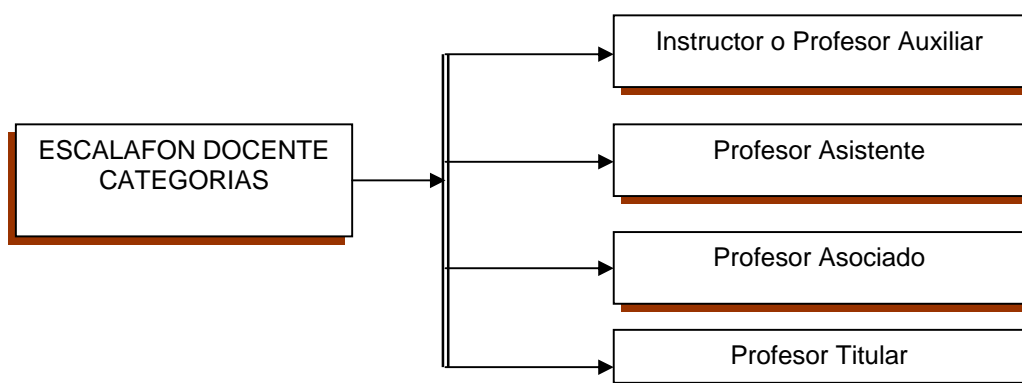 ESCALAFON DOCENTE
CATEGORIAS
Instructor o Profesor Auxiliar
Profesor Asistente
Profesor Asociado
Profesor Titular